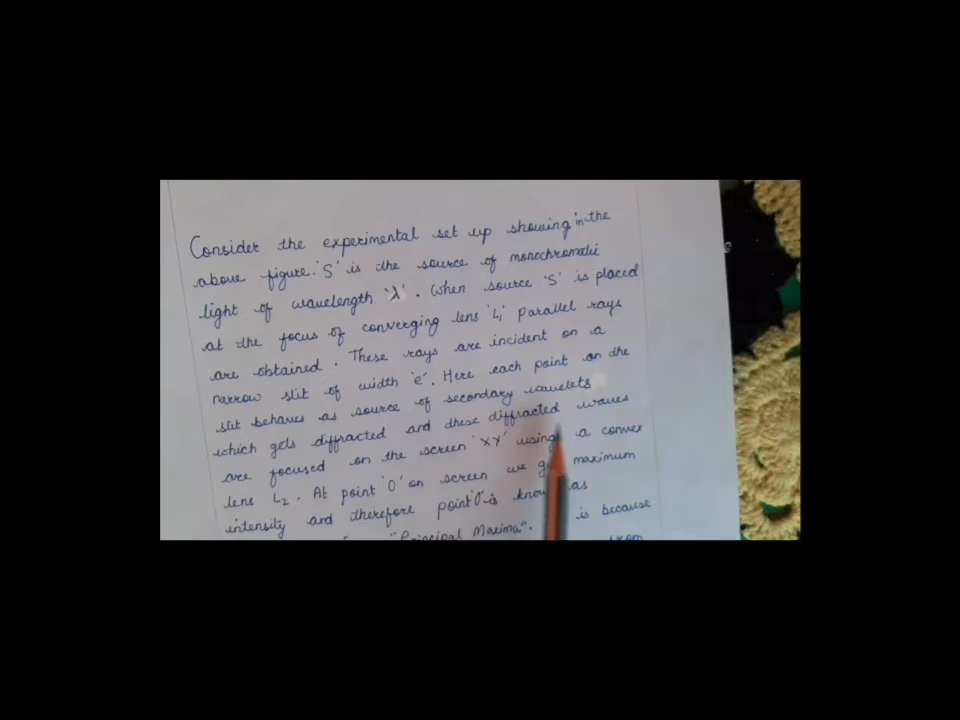 Consider the experimental set up showing in the
above figure. 'S' is the source of monochromatic
light of wavelength 'λ'. When source 'S' is placed
at the focus of converging lens 'L₁' parallel rays
are obtained. These rays are incident on a
narrow slit of width 'e'. Here each point on the
slit behaves as source of secondary wavelets
which gets diffracted and these diffracted waves
are focused on the screen 'XY' using a convex
lens L₂. At point 'O' on screen we maximum
intensity and therefore point 'O' is as
"Principal Maxima". is because
from